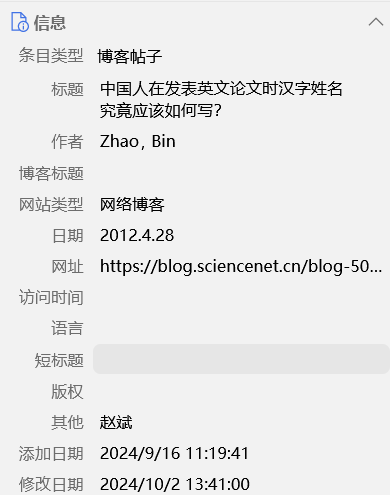 信息
条目类型 博客帖子
标题 中国人在发表英文论文时汉字姓名
究竟应该如何写?
作者 Zhao, Bin
博客标题
网站类型 网络博客
日期 2012.4.28
网址 https://blog.sciencenet.cn/blog-50...
访问时间
语言
短标题
版权
其他 赵斌
添加日期 2024/9/16 11:19:41
修改日期 2024/10/2 13:41:00